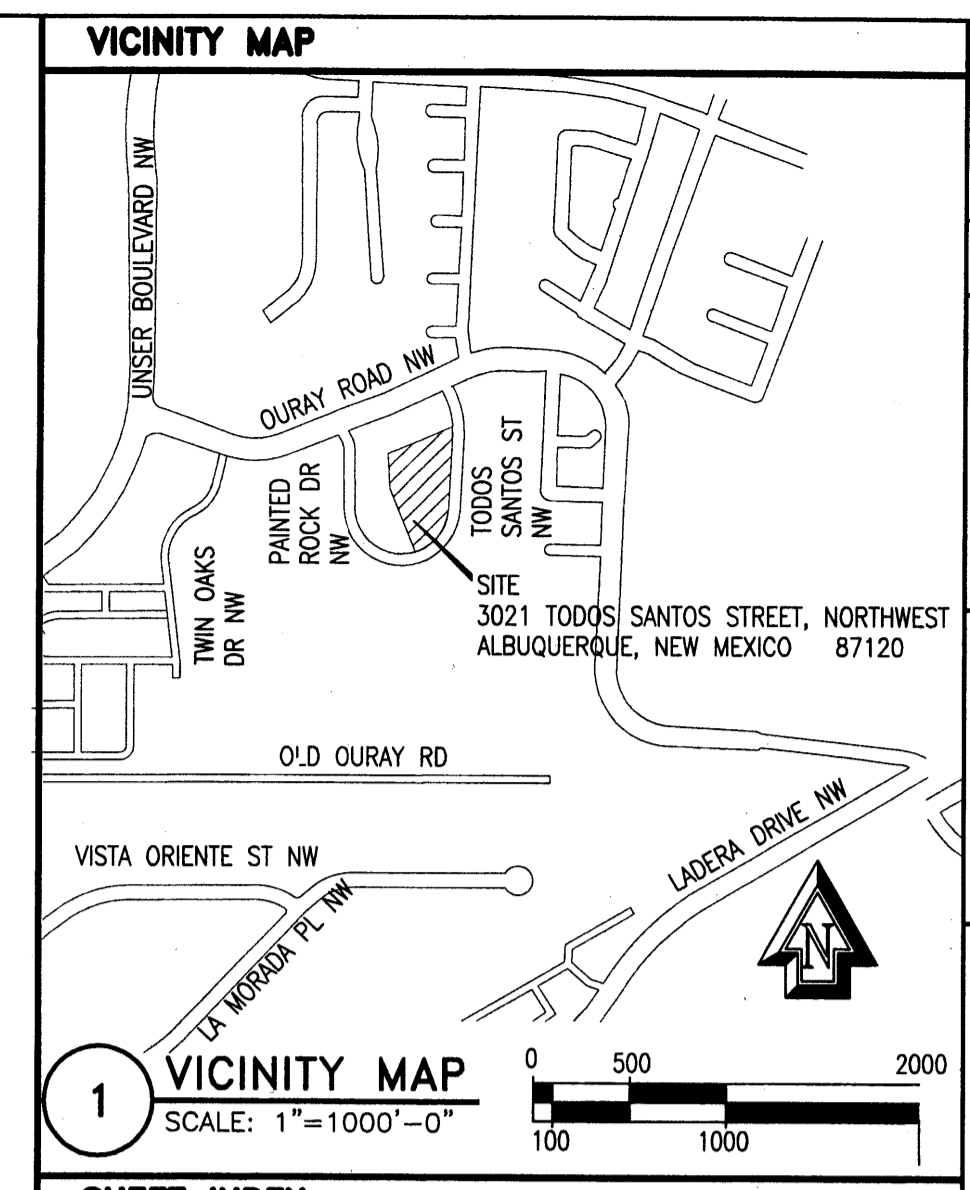 VICINITY MAP
UNSER BOULEVARD NW
OURAY ROAD NW
PAINTED
ROCK DR
NW
TODOS
SANTOS ST
NW
TWIN OAKS
DR NW
SITE
3021 TODOS SANTOS STREET, NORTHWEST
ALBUQUERQUE, NEW MEXICO 87120
OLD OURAY RD
VISTA ORIENTE ST NW
LA MORADA PL NW
LADERA DRIVE NW
N
1
VICINITY MAP
SCALE: 1"=1000'-0"
0 500 2000
100 1000
SHEET INDEX